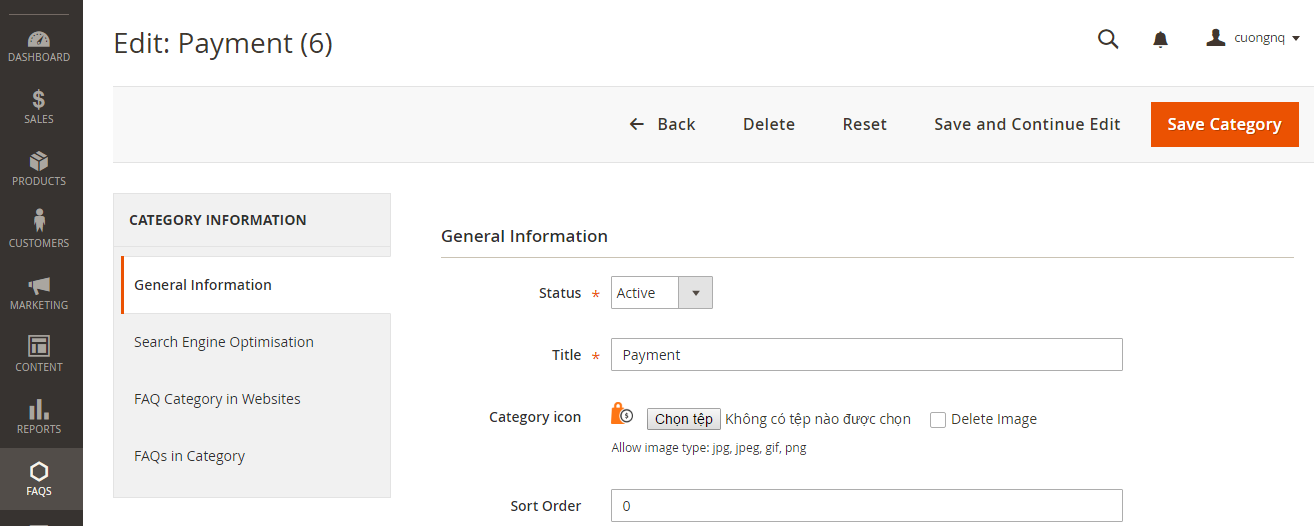 Edit: Payment (6)
cuongnq
DASHBOARD
SALES
PRODUCTS
CUSTOMERS
MARKETING
CONTENT
REPORTS
FAQS
Back Delete Reset Save and Continue Edit Save Category
CATEGORY INFORMATION
General Information
Search Engine Optimisation
FAQ Category in Websites
FAQs in Category
General Information
Status * Active
Title * Payment
Category icon Chọn tệp Không có tệp nào được chọn Delete Image
Allow image type: jpg, jpeg, gif, png
Sort Order 0